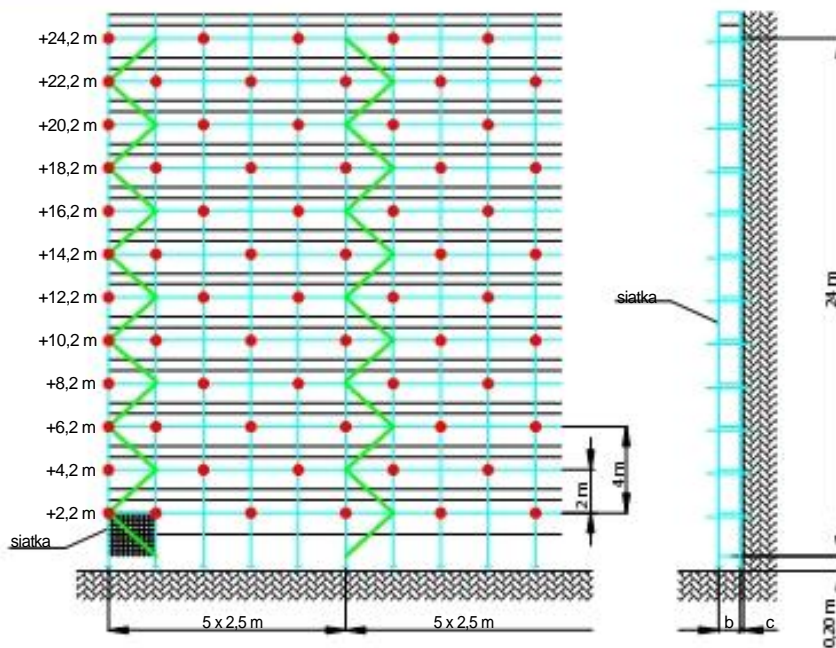 +24,2 m
+22,2 m
+20,2 m
+18,2 m
+16,2 m
+14,2 m
+12,2 m
+10,2 m
+8,2 m
+6,2 m
+4,2 m
+2,2 m
siatka
5 x 2,5 m
5 x 2,5 m
2 m
4 m
siatka
24 m
0,20 m
b
c